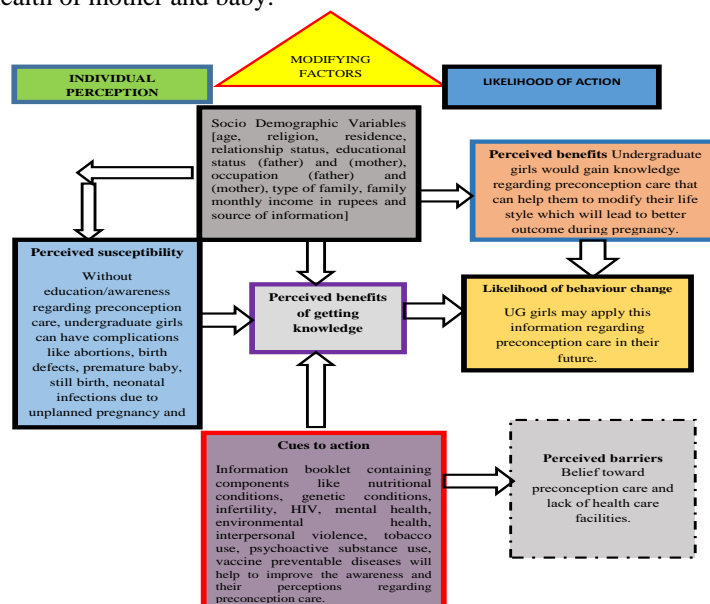 health of mother and baby.
MODIFYING
FACTORS
INDIVIDUAL
PERCEPTION
LIKELIHOOD OF ACTION
Socio Demographic Variables
[age, religion, residence,
relationship status, educational
status (father) and (mother),
occupation (father) and
(mother), type of family, family
monthly income in rupees and
source of information]
Perceived benefits Undergraduate
girls would gain knowledge
regarding preconception care that
can help them to modify their life
style which will lead to better
outcome during pregnancy.
Perceived susceptibility
Without
education/awareness
regarding preconception
care, undergraduate girls
can have complications
like abortions, birth
defects, premature baby,
still birth, neonatal
infections due to
unplanned pregnancy and
Perceived benefits
of getting
knowledge
Likelihood of behaviour change
UG girls may apply this
information regarding
preconception care in their
future.
Cues to action
Information booklet containing
components like nutritional
conditions, genetic conditions,
infertility, HIV, mental health,
environmental health,
interpersonal violence, tobacco
use, psychoactive substance use,
vaccine preventable diseases will
help to improve the awareness and
their perceptions regarding
preconception care.
Perceived barriers
Belief toward
preconception care and
lack of health care
facilities.